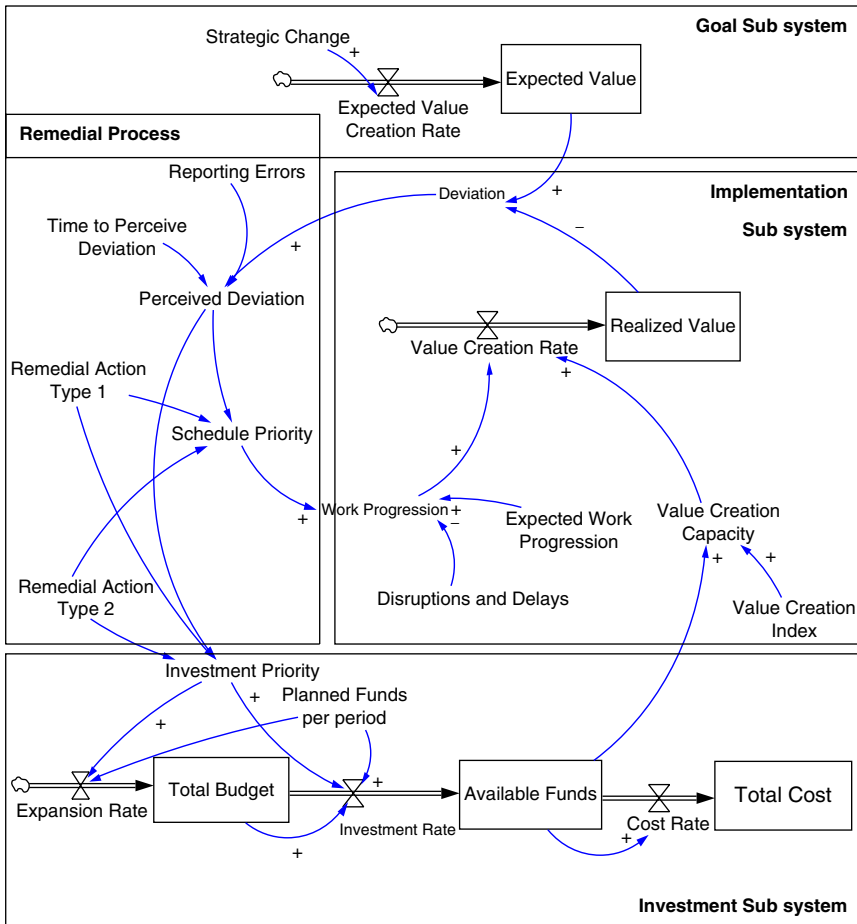 Goal Sub system
Strategic Change
+
Expected Value
Expected Value
Creation Rate
Remedial Process
Reporting Errors
Deviation
+
Implementation
Sub system
Time to Perceive
Deviation
+
−
Perceived Deviation
Realized Value
Value Creation Rate
+
Remedial Action
Type 1
Schedule Priority
+
+
Work Progression
+
−
Expected Work
Progression
Value Creation
Capacity
+
+
Disruptions and Delays
Remedial Action
Type 2
Value Creation
Index
Investment Priority
+
+
Planned Funds
per period
Total Budget
+
Available Funds
Total Cost
Expansion Rate
Investment Rate
Cost Rate
+
+
Investment Sub system